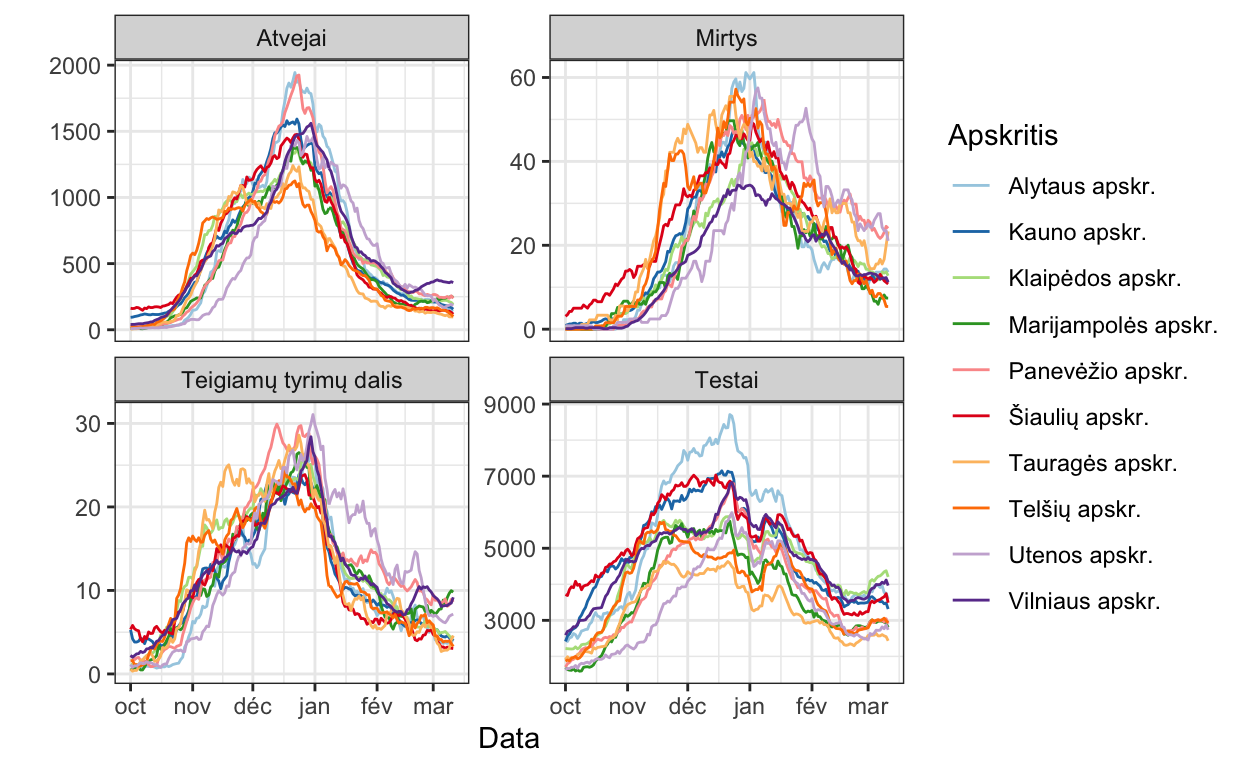 Atvejai
Mirtys
2000
1500
1000
500
0
60
40
20
0
Teigiamų tyrimų dalis
Testai
30
20
10
0
9000
7000
5000
3000
oct nov déc jan fév mar
oct nov déc jan fév mar
Data
Apskritis
Alytaus apskr.
Kauno apskr.
Klaipėdos apskr.
Marijampolės apskr.
Panevėžio apskr.
Šiaulių apskr.
Tauragės apskr.
Telšių apskr.
Utenos apskr.
Vilniaus apskr.